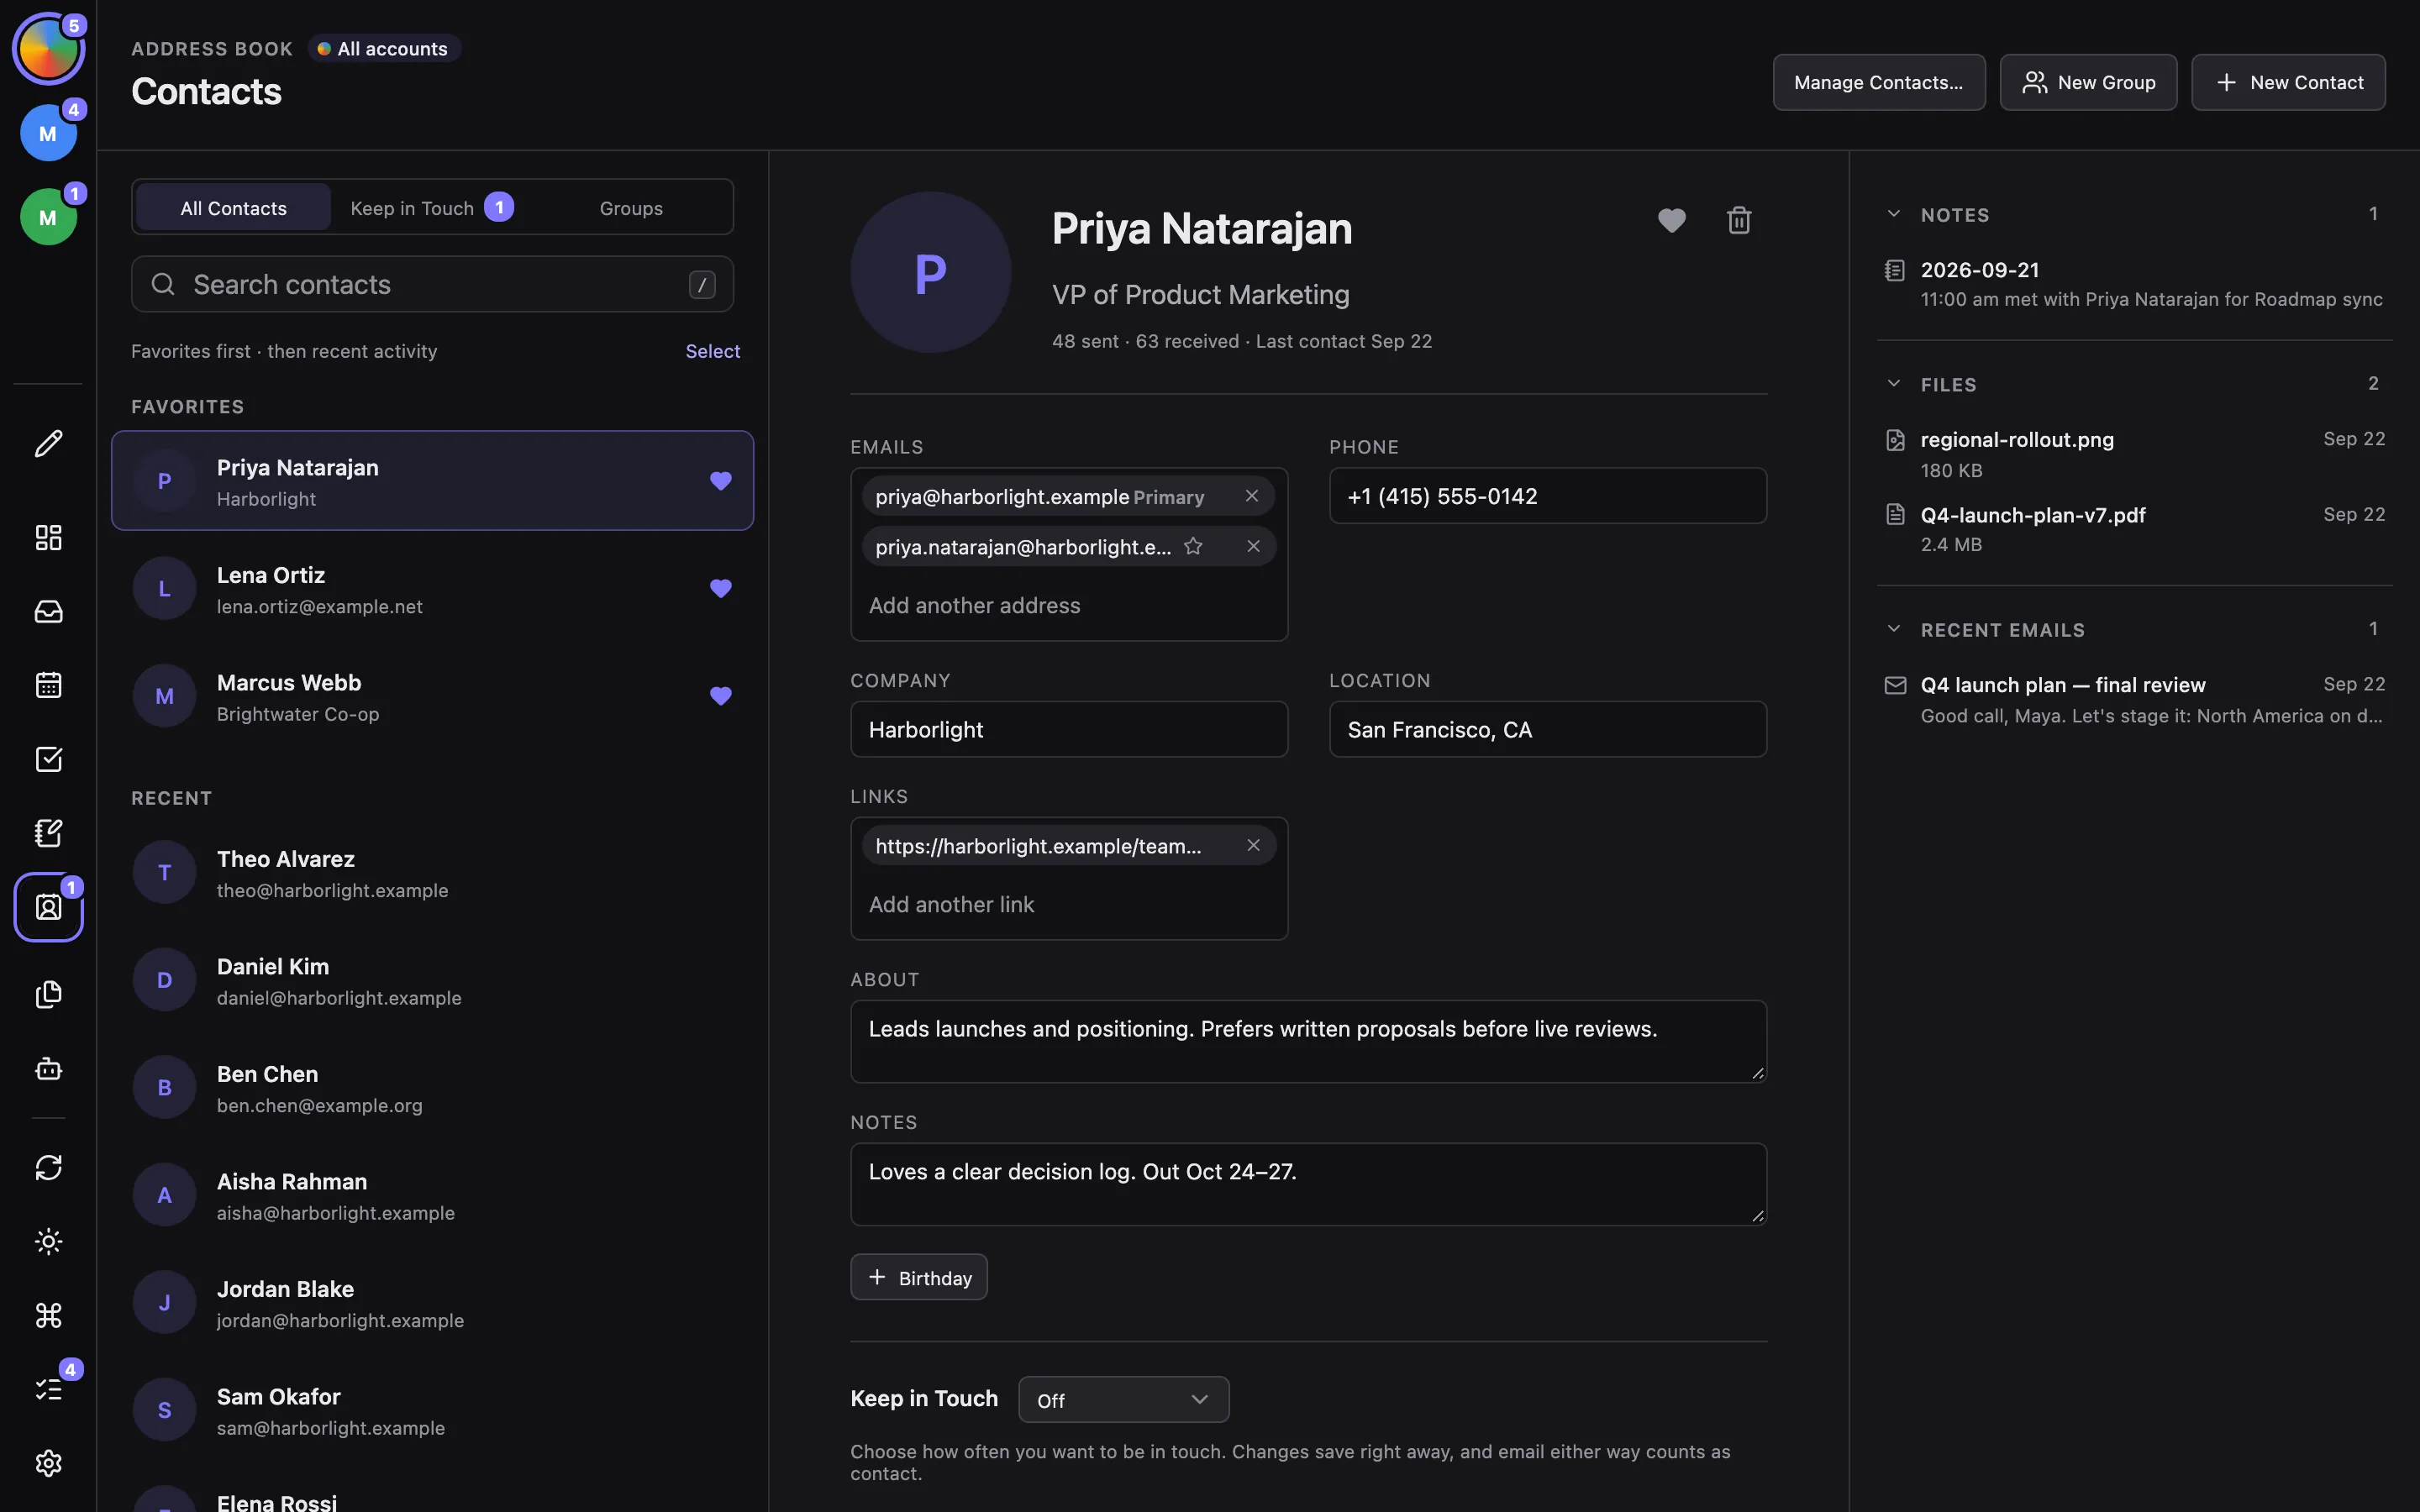 5
M
4
M
1
1
4
ADDRESS BOOK
All accounts
Contacts
Manage Contacts...
New Group
New Contact
All Contacts
Keep in Touch 1
Groups
Search contacts
/
Favorites first · then recent activity
Select
FAVORITES
P
Priya Natarajan
Harborlight
L
Lena Ortiz
lena.ortiz@example.net
M
Marcus Webb
Brightwater Co-op
RECENT
T
Theo Alvarez
theo@harborlight.example
D
Daniel Kim
daniel@harborlight.example
B
Ben Chen
ben.chen@example.org
A
Aisha Rahman
aisha@harborlight.example
J
Jordan Blake
jordan@harborlight.example
S
Sam Okafor
sam@harborlight.example
Elena Rossi
P
Priya Natarajan
VP of Product Marketing
48 sent · 63 received · Last contact Sep 22
EMAILS
priya@harborlight.example Primary
priya.natarajan@harborlight.e...
Add another address
PHONE
+1 (415) 555-0142
COMPANY
Harborlight
LOCATION
San Francisco, CA
LINKS
https://harborlight.example/team...
Add another link
ABOUT
Leads launches and positioning. Prefers written proposals before live reviews.
NOTES
Loves a clear decision log. Out Oct 24–27.
Birthday
Keep in Touch
Off
Choose how often you want to be in touch. Changes save right away, and email either way counts as
contact.
NOTES
1
2026-09-21
11:00 am met with Priya Natarajan for Roadmap sync
FILES
2
regional-rollout.png
Sep 22
180 KB
Q4-launch-plan-v7.pdf
Sep 22
2.4 MB
RECENT EMAILS
1
Q4 launch plan — final review
Sep 22
Good call, Maya. Let's stage it: North America on d...